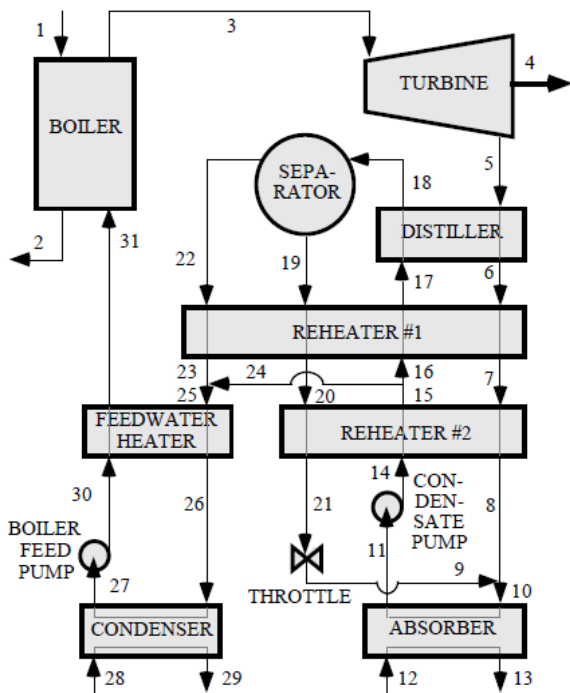 1
3
4
TURBINE
BOILER
SEPA-
RATOR
5
18
2
31
22
19
DISTILLER
17
6
REHEATER #1
23
24
16
7
25
20
15
FEEDWATER
HEATER
REHEATER #2
30
26
14
CON-
DEN-
SATE
PUMP
21
8
BOILER
FEED
PUMP
11
27
9
THROTTLE
10
CONDENSER
ABSORBER
28
29
12
13